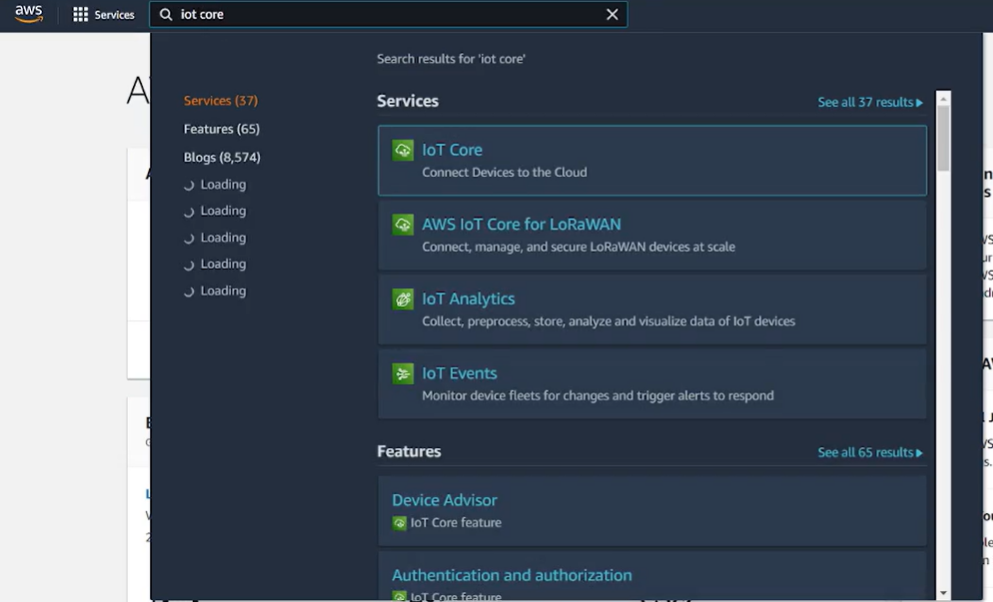 aws
Services
iot core
Search results for 'iot core'
Services (37)
Features (65)
Blogs (8,574)
Loading
Loading
Loading
Loading
Loading
Services
See all 37 results
IoT Core
Connect Devices to the Cloud
AWS IoT Core for LoRaWAN
Connect, manage, and secure LoRaWAN devices at scale
IoT Analytics
Collect, preprocess, store, analyze and visualize data of IoT devices
IoT Events
Monitor device fleets for changes and trigger alerts to respond
Features
See all 65 results
Device Advisor
IoT Core feature
Authentication and authorization
IoT Core feature